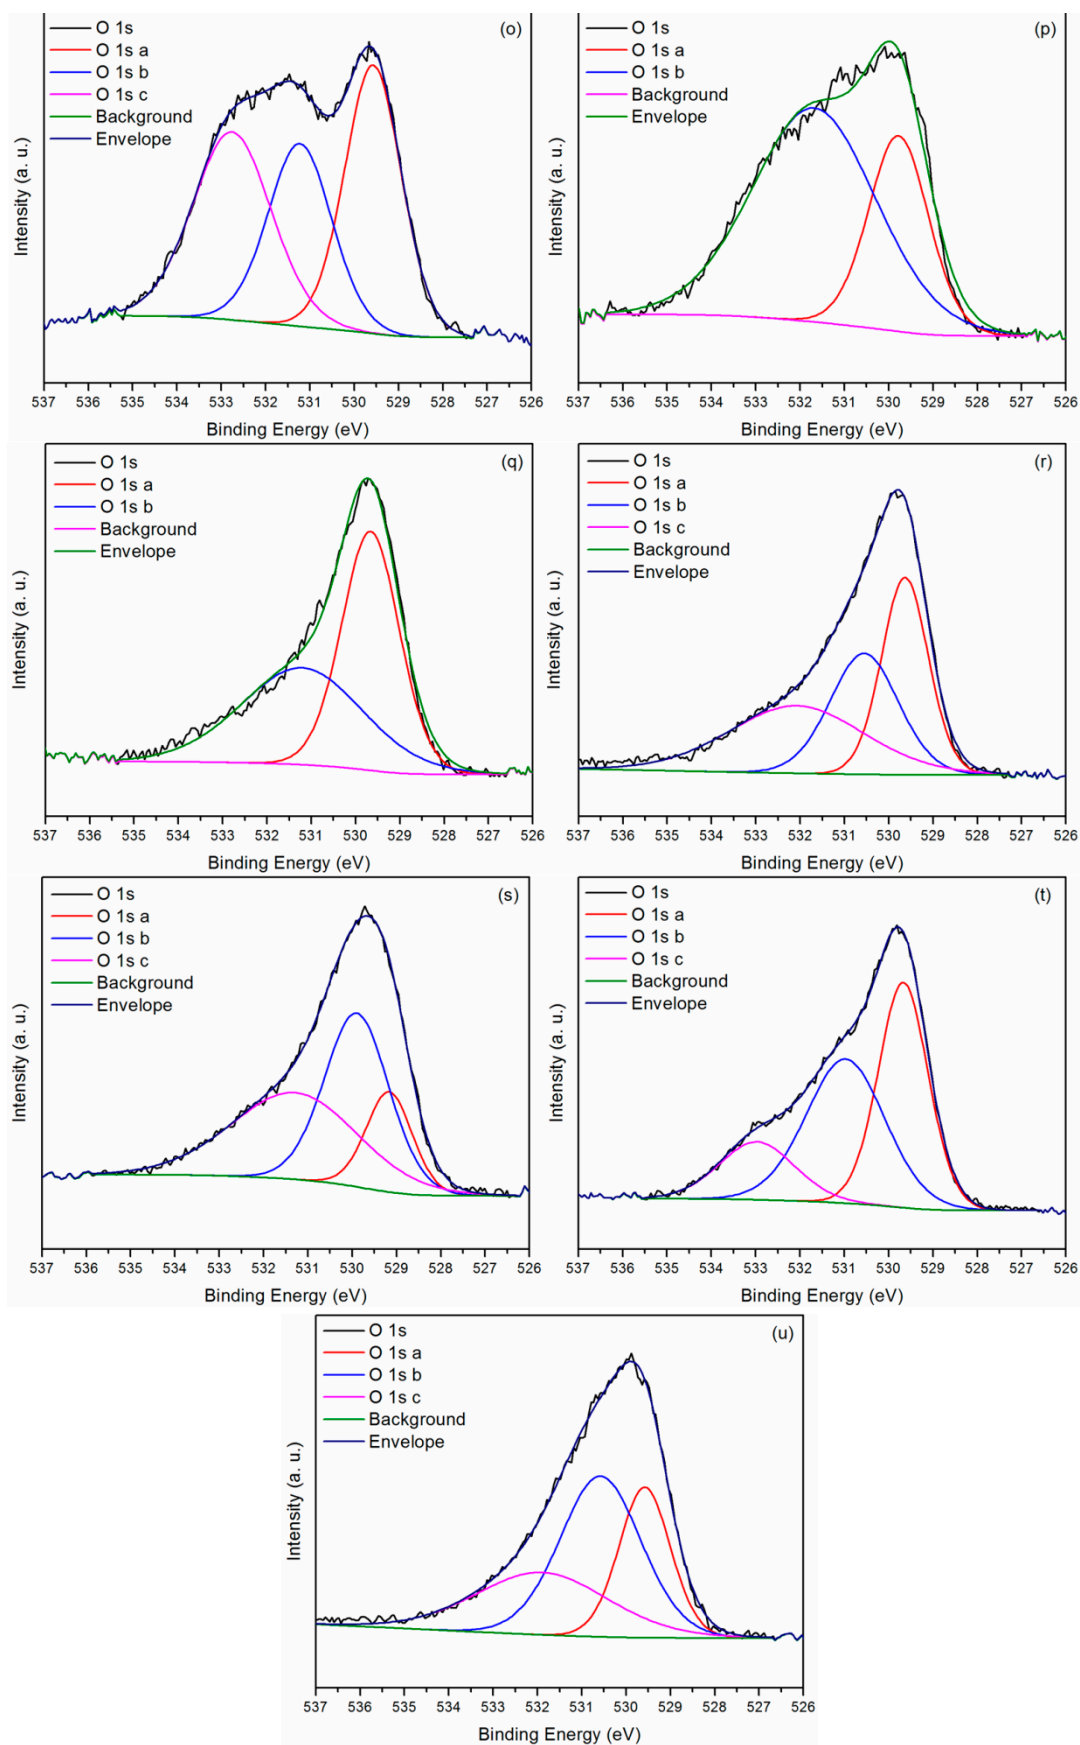 O 1s
O 1s a
O 1s b
O 1s c
Background
Envelope
(o)
Intensity (a. u.)
537 536 535 534 533 532 531 530 529 528 527 526
Binding Energy (eV)
O 1s
O 1s a
O 1s b
Background
Envelope
(p)
Intensity (a. u.)
537 536 535 534 533 532 531 530 529 528 527 526
Binding Energy (eV)
O 1s
O 1s a
O 1s b
Background
Envelope
(q)
Intensity (a. u.)
537 536 535 534 533 532 531 530 529 528 527 526
Binding Energy (eV)
O 1s
O 1s a
O 1s b
O 1s c
Background
Envelope
(r)
Intensity (a. u.)
537 536 535 534 533 532 531 530 529 528 527 526
Binding Energy (eV)
O 1s
O 1s a
O 1s b
O 1s c
Background
Envelope
(s)
Intensity (a. u.)
537 536 535 534 533 532 531 530 529 528 527 526
Binding Energy (eV)
O 1s
O 1s a
O 1s b
O 1s c
Background
Envelope
(t)
Intensity (a. u.)
537 536 535 534 533 532 531 530 529 528 527 526
Binding Energy (eV)
O 1s
O 1s a
O 1s b
O 1s c
Background
Envelope
(u)
Intensity (a. u.)
537 536 535 534 533 532 531 530 529 528 527 526
Binding Energy (eV)